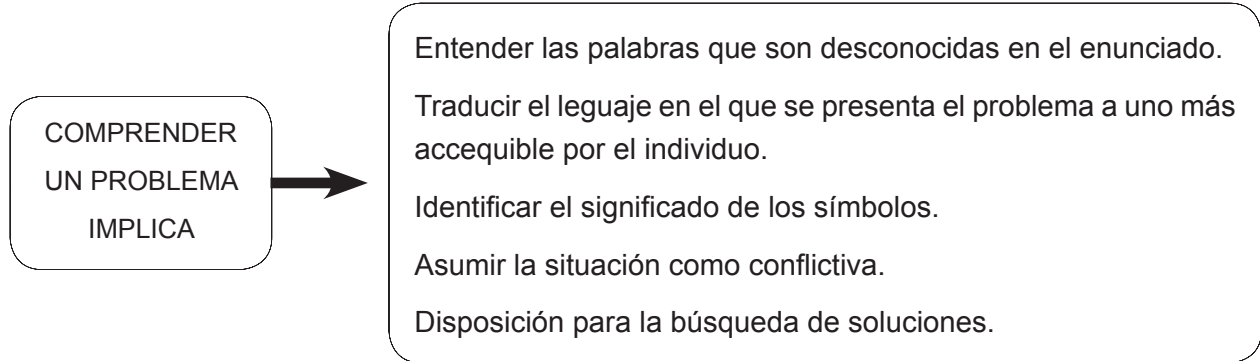 COMPRENDER
UN PROBLEMA
IMPLICA
Entender las palabras que son desconocidas en el enunciado.
Traducir el leguaje en el que se presenta el problema a uno más
accequible por el individuo.
Identificar el significado de los símbolos.
Asumir la situación como conflictiva.
Disposición para la búsqueda de soluciones.